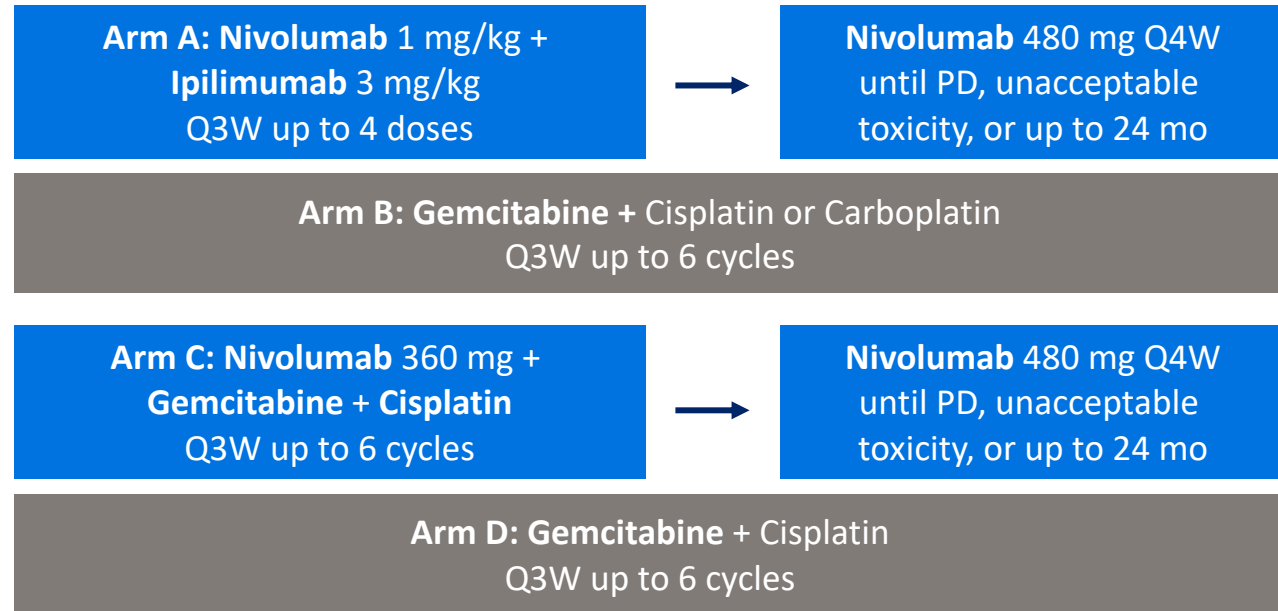 Arm A: Nivolumab 1 mg/kg +
Ipilimumab 3 mg/kg
Q3W up to 4 doses
Nivolumab 480 mg Q4W
until PD, unacceptable
toxicity, or up to 24 mo
Arm B: Gemcitabine + Cisplatin or Carboplatin
Q3W up to 6 cycles
Arm C: Nivolumab 360 mg +
Gemcitabine + Cisplatin
Q3W up to 6 cycles
Nivolumab 480 mg Q4W
until PD, unacceptable
toxicity, or up to 24 mo
Arm D: Gemcitabine + Cisplatin
Q3W up to 6 cycles